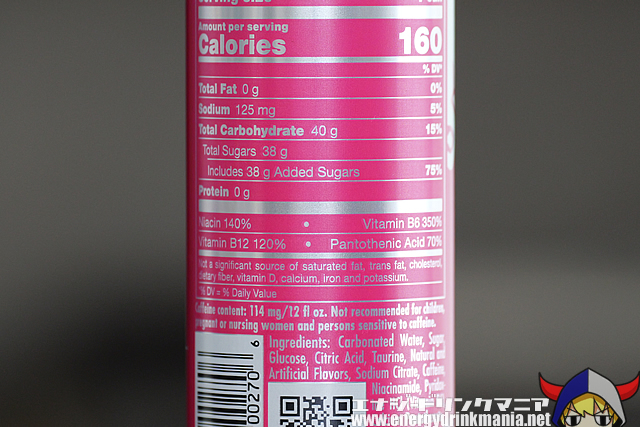 Serving size
Amount per serving
Calories 160
% DV*
Total Fat 0 g 0%
Sodium 125 mg 5%
Total Carbohydrate 40 g 15%
Total Sugars 38 g
Includes 38 g Added Sugars 75%
Protein 0 g
Niacin 140% • Vitamin B6 350%
Vitamin B12 120% • Pantothenic Acid 70%
Not a significant source of saturated fat, trans fat, cholesterol,
dietary fiber, vitamin D, calcium, iron and potassium.
*% DV = % Daily Value
Caffeine content: 114 mg/12 fl oz. Not recommended for children,
pregnant or nursing women and persons sensitive to caffeine.
Ingredients: Carbonated Water, Sugar,
Glucose, Citric Acid, Taurine, Natural and
Artificial Flavors, Sodium Citrate, Caffeine,
Niacinamide,
00270 6
エナジードリンクマニア
www.energydrinkmania.net